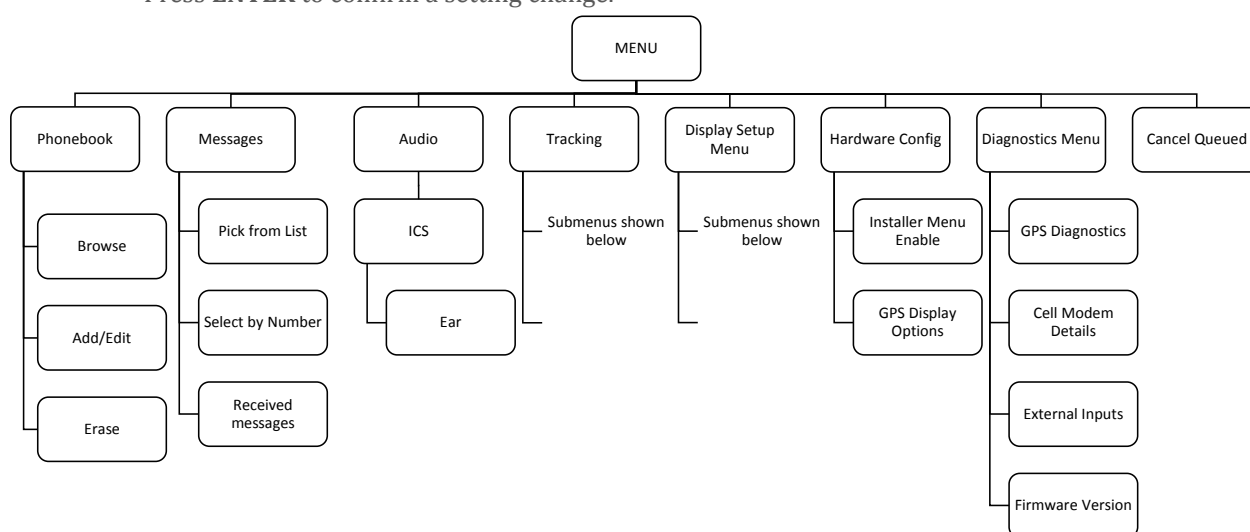 Press ENTER to confirm a setting change.
MENU
Phonebook
Messages
Audio
Tracking
Display Setup
Menu
Hardware Config
Diagnostics Menu
Cancel Queued
Browse
Add/Edit
Erase
Pick from List
Select by Number
Received
messages
ICS
Ear
Submenus shown
below
Submenus shown
below
Installer Menu
Enable
GPS Display
Options
GPS Diagnostics
Cell Modem
Details
External Inputs
Firmware Version